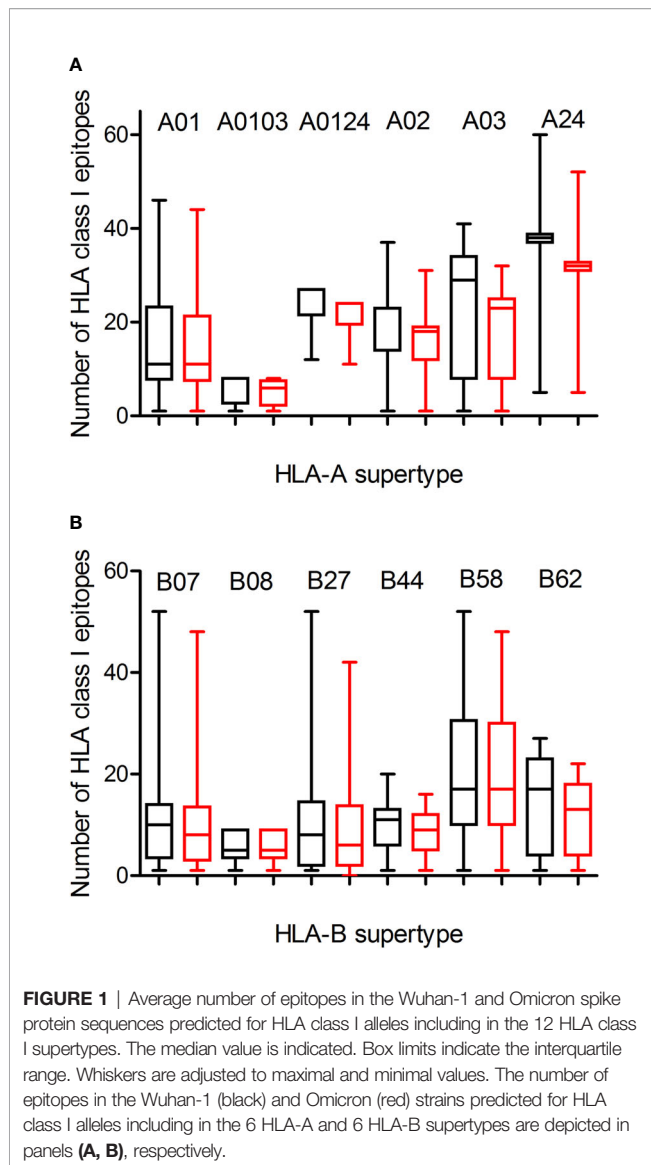 A
A01 A0103 A0124 A02 A03 A24
60
40
20
0
Number of HLA class I epitopes
HLA-A supertype
B
B07 B08 B27 B44 B58 B62
60
40
20
0
Number of HLA class I epitopes
HLA-B supertype
FIGURE 1 | Average number of epitopes in the Wuhan-1 and Omicron spike
protein sequences predicted for HLA class I alleles including in the 12 HLA class
I supertypes. The median value is indicated. Box limits indicate the interquartile
range. Whiskers are adjusted to maximal and minimal values. The number of
epitopes in the Wuhan-1 (black) and Omicron (red) strains predicted for HLA
class I alleles including in the 6 HLA-A and 6 HLA-B supertypes are depicted in
panels (A, B), respectively.